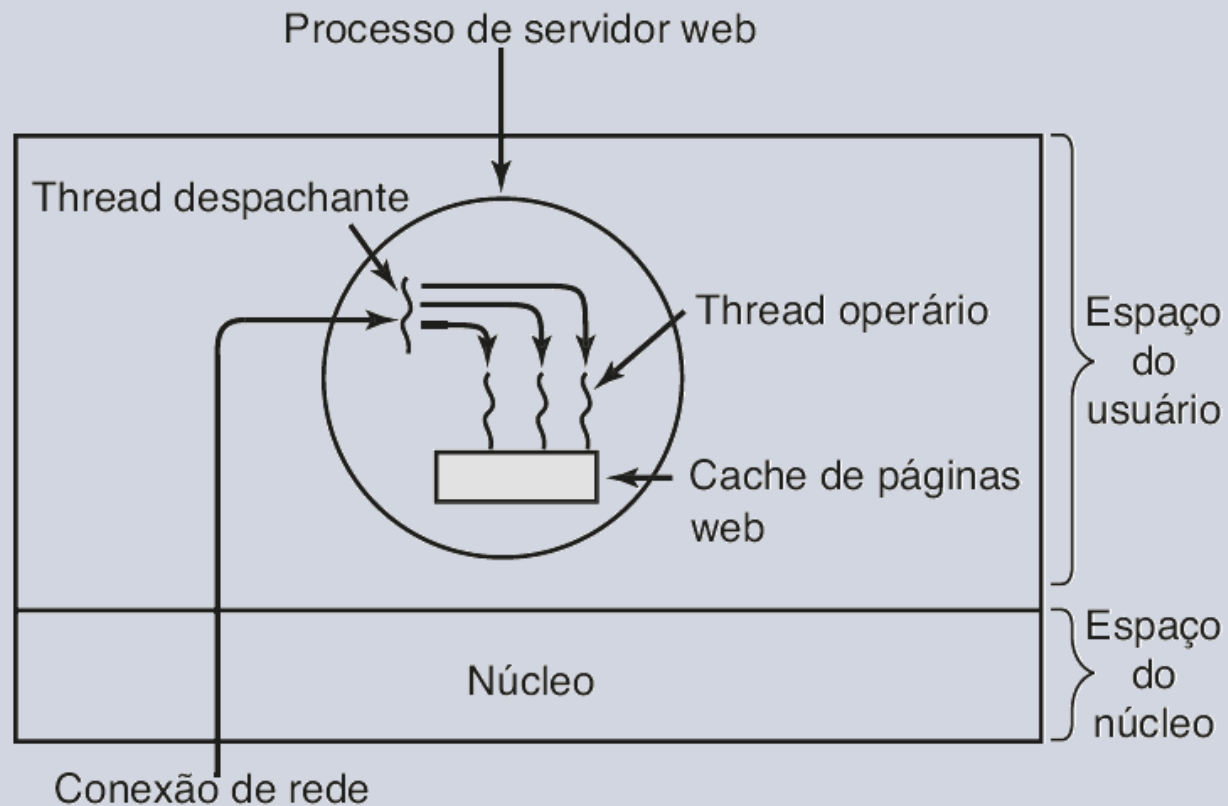 Processo de servidor web
Thread despachante
Thread operário
Cache de páginas
web
Espaço
do
usuário
Núcleo
Espaço
do
núcleo
Conexão de rede